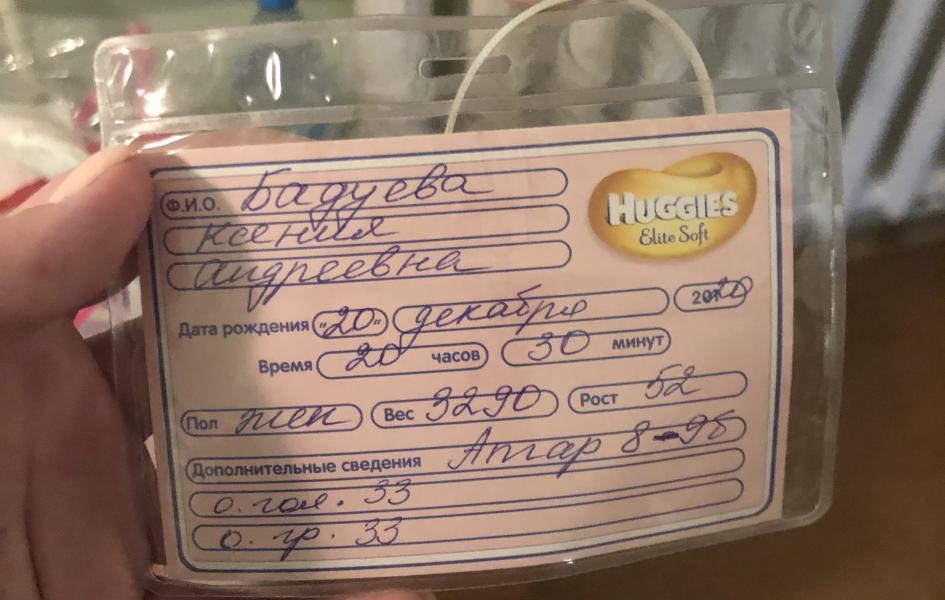 Ф.И.О. Бадуева
Ксения
Андреевна
HUGGIES
Elite Soft
Дата рождения "20" декабря 2020
Время 20 часов 30 минут
Пол жен Вес 3290 Рост 52
Дополнительные сведения Апгар 8-9б
о. гол. 33
о. гр. 33